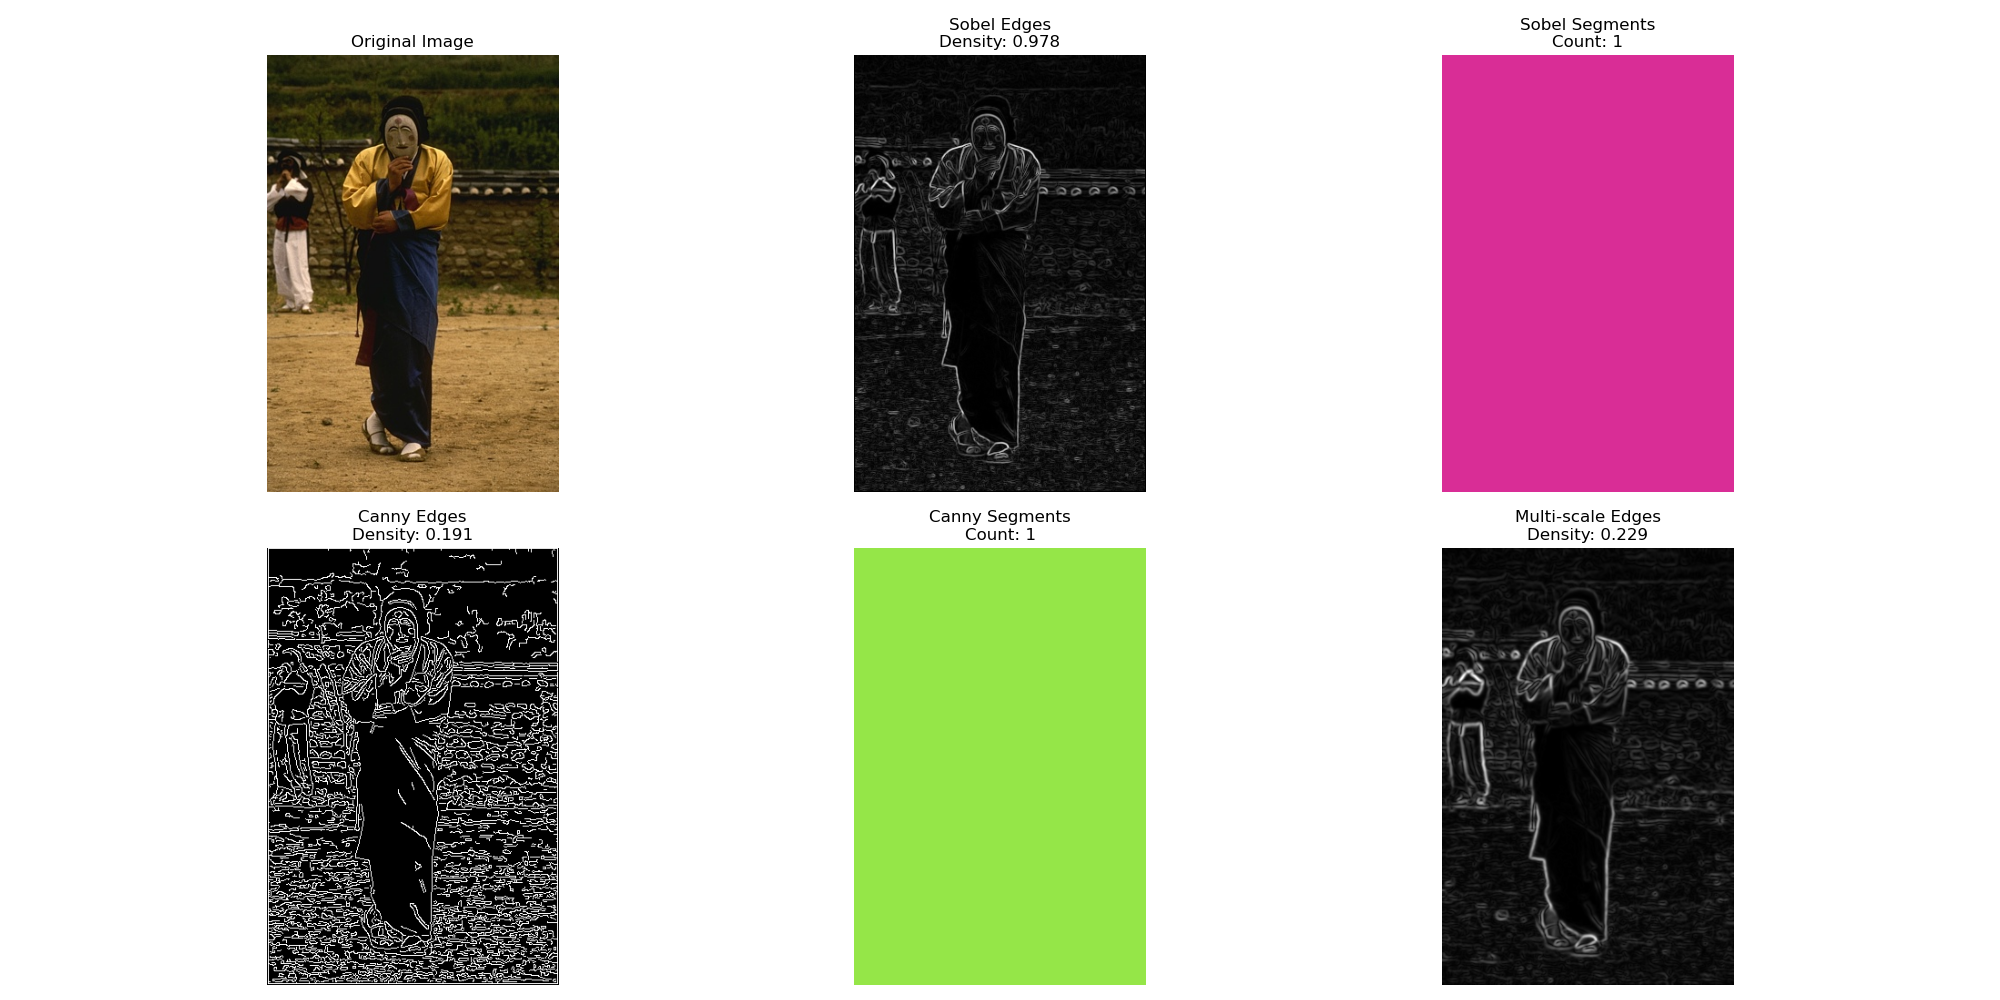 Original Image
Sobel Edges
Density: 0.978
Sobel Segments
Count: 1
Canny Edges
Density: 0.191
Canny Segments
Count: 1
Multi-scale Edges
Density: 0.229